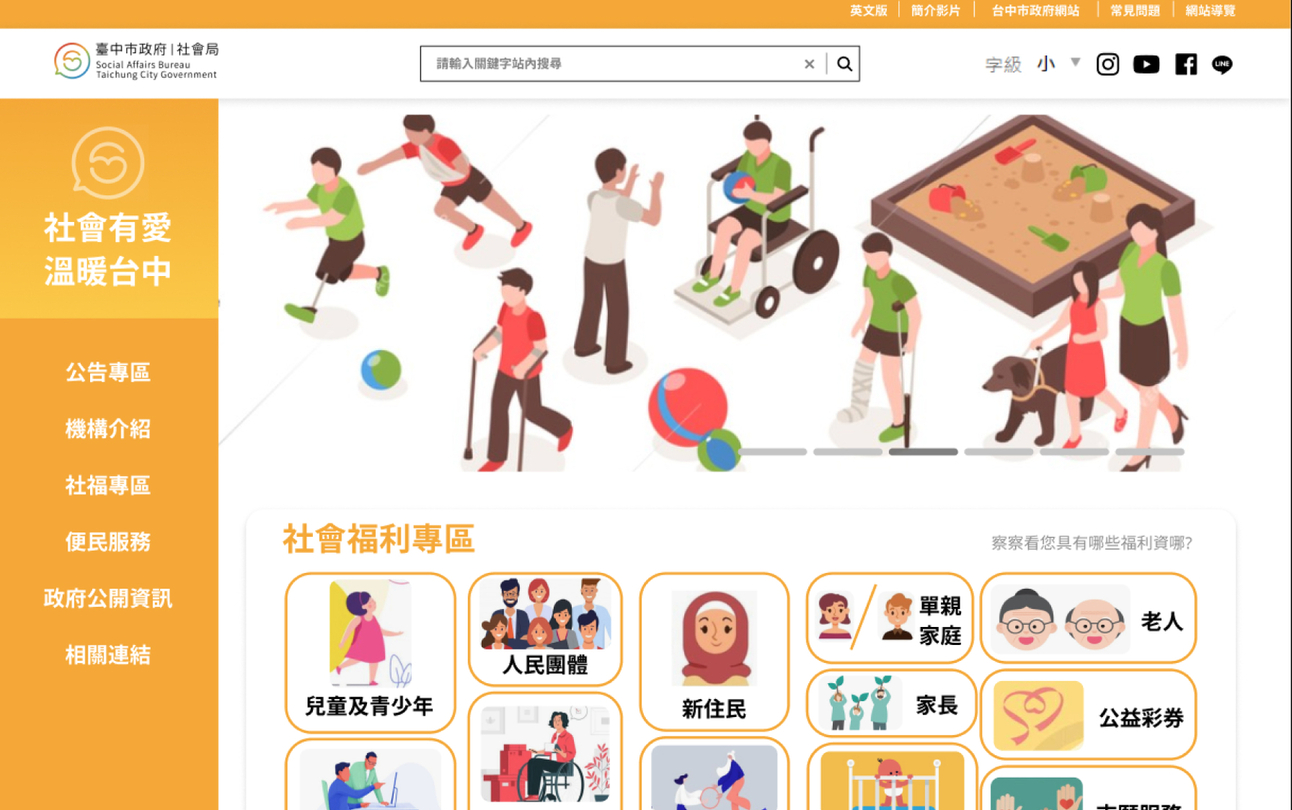 英文版
簡介影片
台中市政府網站
常見問題
網站導覽
臺中市政府|社會局
Social Affairs Bureau
Taichung City Government
請輸入關鍵字站內搜尋
字級 小
LINE
社會有愛
溫暖台中
公告專區
機構介紹
社福專區
便民服務
政府公開資訊
相關連結
社會福利專區
察察看您具有哪些福利資哪?
兒童及青少年
人民團體
新住民
單親
家庭
老人
家長
公益彩券